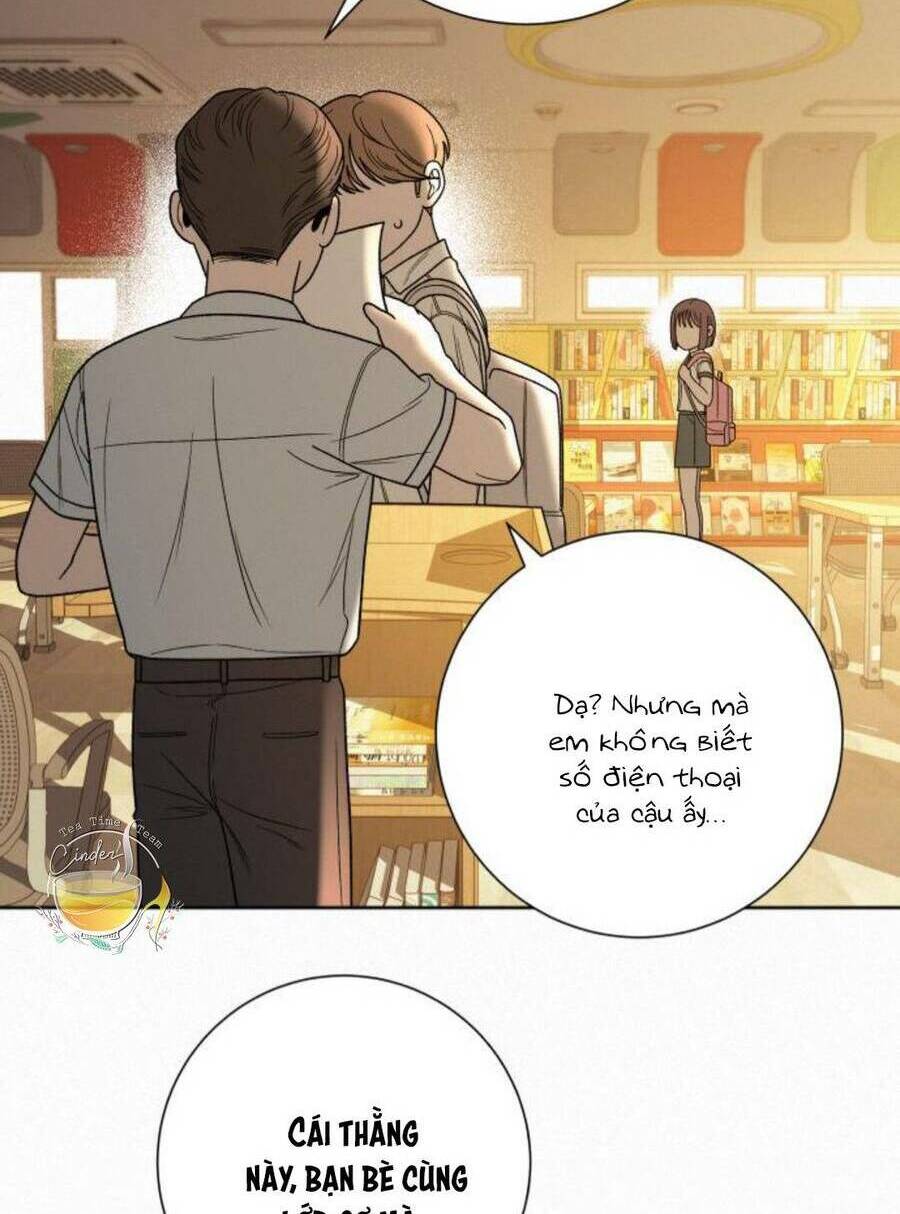 Dạ? Nhưng mà
em không biết
số điện thoại
của cậu ấy...
Tea Time Team
Cinder
CÁI THẰNG
NÀY, BẠN BÈ CÙNG